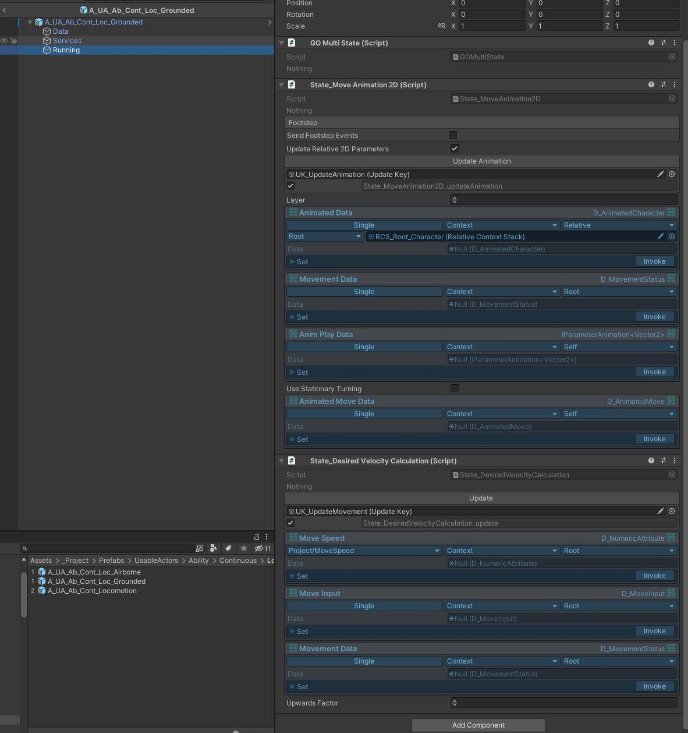 A_UA_Ab_Cont_Loc_Grounded
A_UA_Ab_Cont_Loc_Grounded
Data
Services
Running
Position X 0 Y 0 Z 0
Rotation X 0 Y 0 Z 0
Scale X 1 Y 1 Z 1
GO Multi State (Script)
Script GOMultiState
Nothing
State_Move Animation 2D (Script)
Script State_MoveAnimation2D
Nothing
Footstep
Send Footstep Events
Update Relative 2D Parameters
Update Animation
UK_UpdateAnimation (Update Key)
State_MoveAnimation2D_updateAnimation
Layer 0
Animated Data D_AnimatedCharacter
Single Context Relative
Root RCS_Root_Character (Relative Context Stack)
Data Null (D_AnimatedCharacter)
Set Invoke
Movement Data D_MovementStatus
Single Context Root
Data Null (D_MovementStatus)
Set Invoke
Anim Play Data IParameterAnimation<Vector2>
Single Context Self
Data Null (IParameterAnimation<Vector2>)
Set Invoke
Use Stationary Turning
Animated Move Data D_AnimatedMove
Single Context Self
Data Null (D_AnimatedMove)
Set Invoke
State_Desired Velocity Calculation (Script)
Script State_DesiredVelocityCalculation
Nothing
Update
UK_UpdateMovement (Update Key)
State_DesiredVelocityCalculation_update
Move Speed D_NumericAttribute
Project/MoveSpeed Context Root
Data Null (D_NumericAttribute)
Set Invoke
Move Input D_MoveInput
Single Context Root
Data Null (D_MoveInput)
Set Invoke
Movement Data D_MovementStatus
Single Context Root
Data Null (D_MovementStatus)
Set Invoke
Upwards Factor 0
Add Component
11
Assets > _Project > Prefabs > UsableActors > Ability > Continuous > Lo
1 A_UA_Ab_Cont_Loc_Airborne
1 A_UA_Ab_Cont_Loc_Grounded
2 A_UA_Ab_Cont_Locomotion